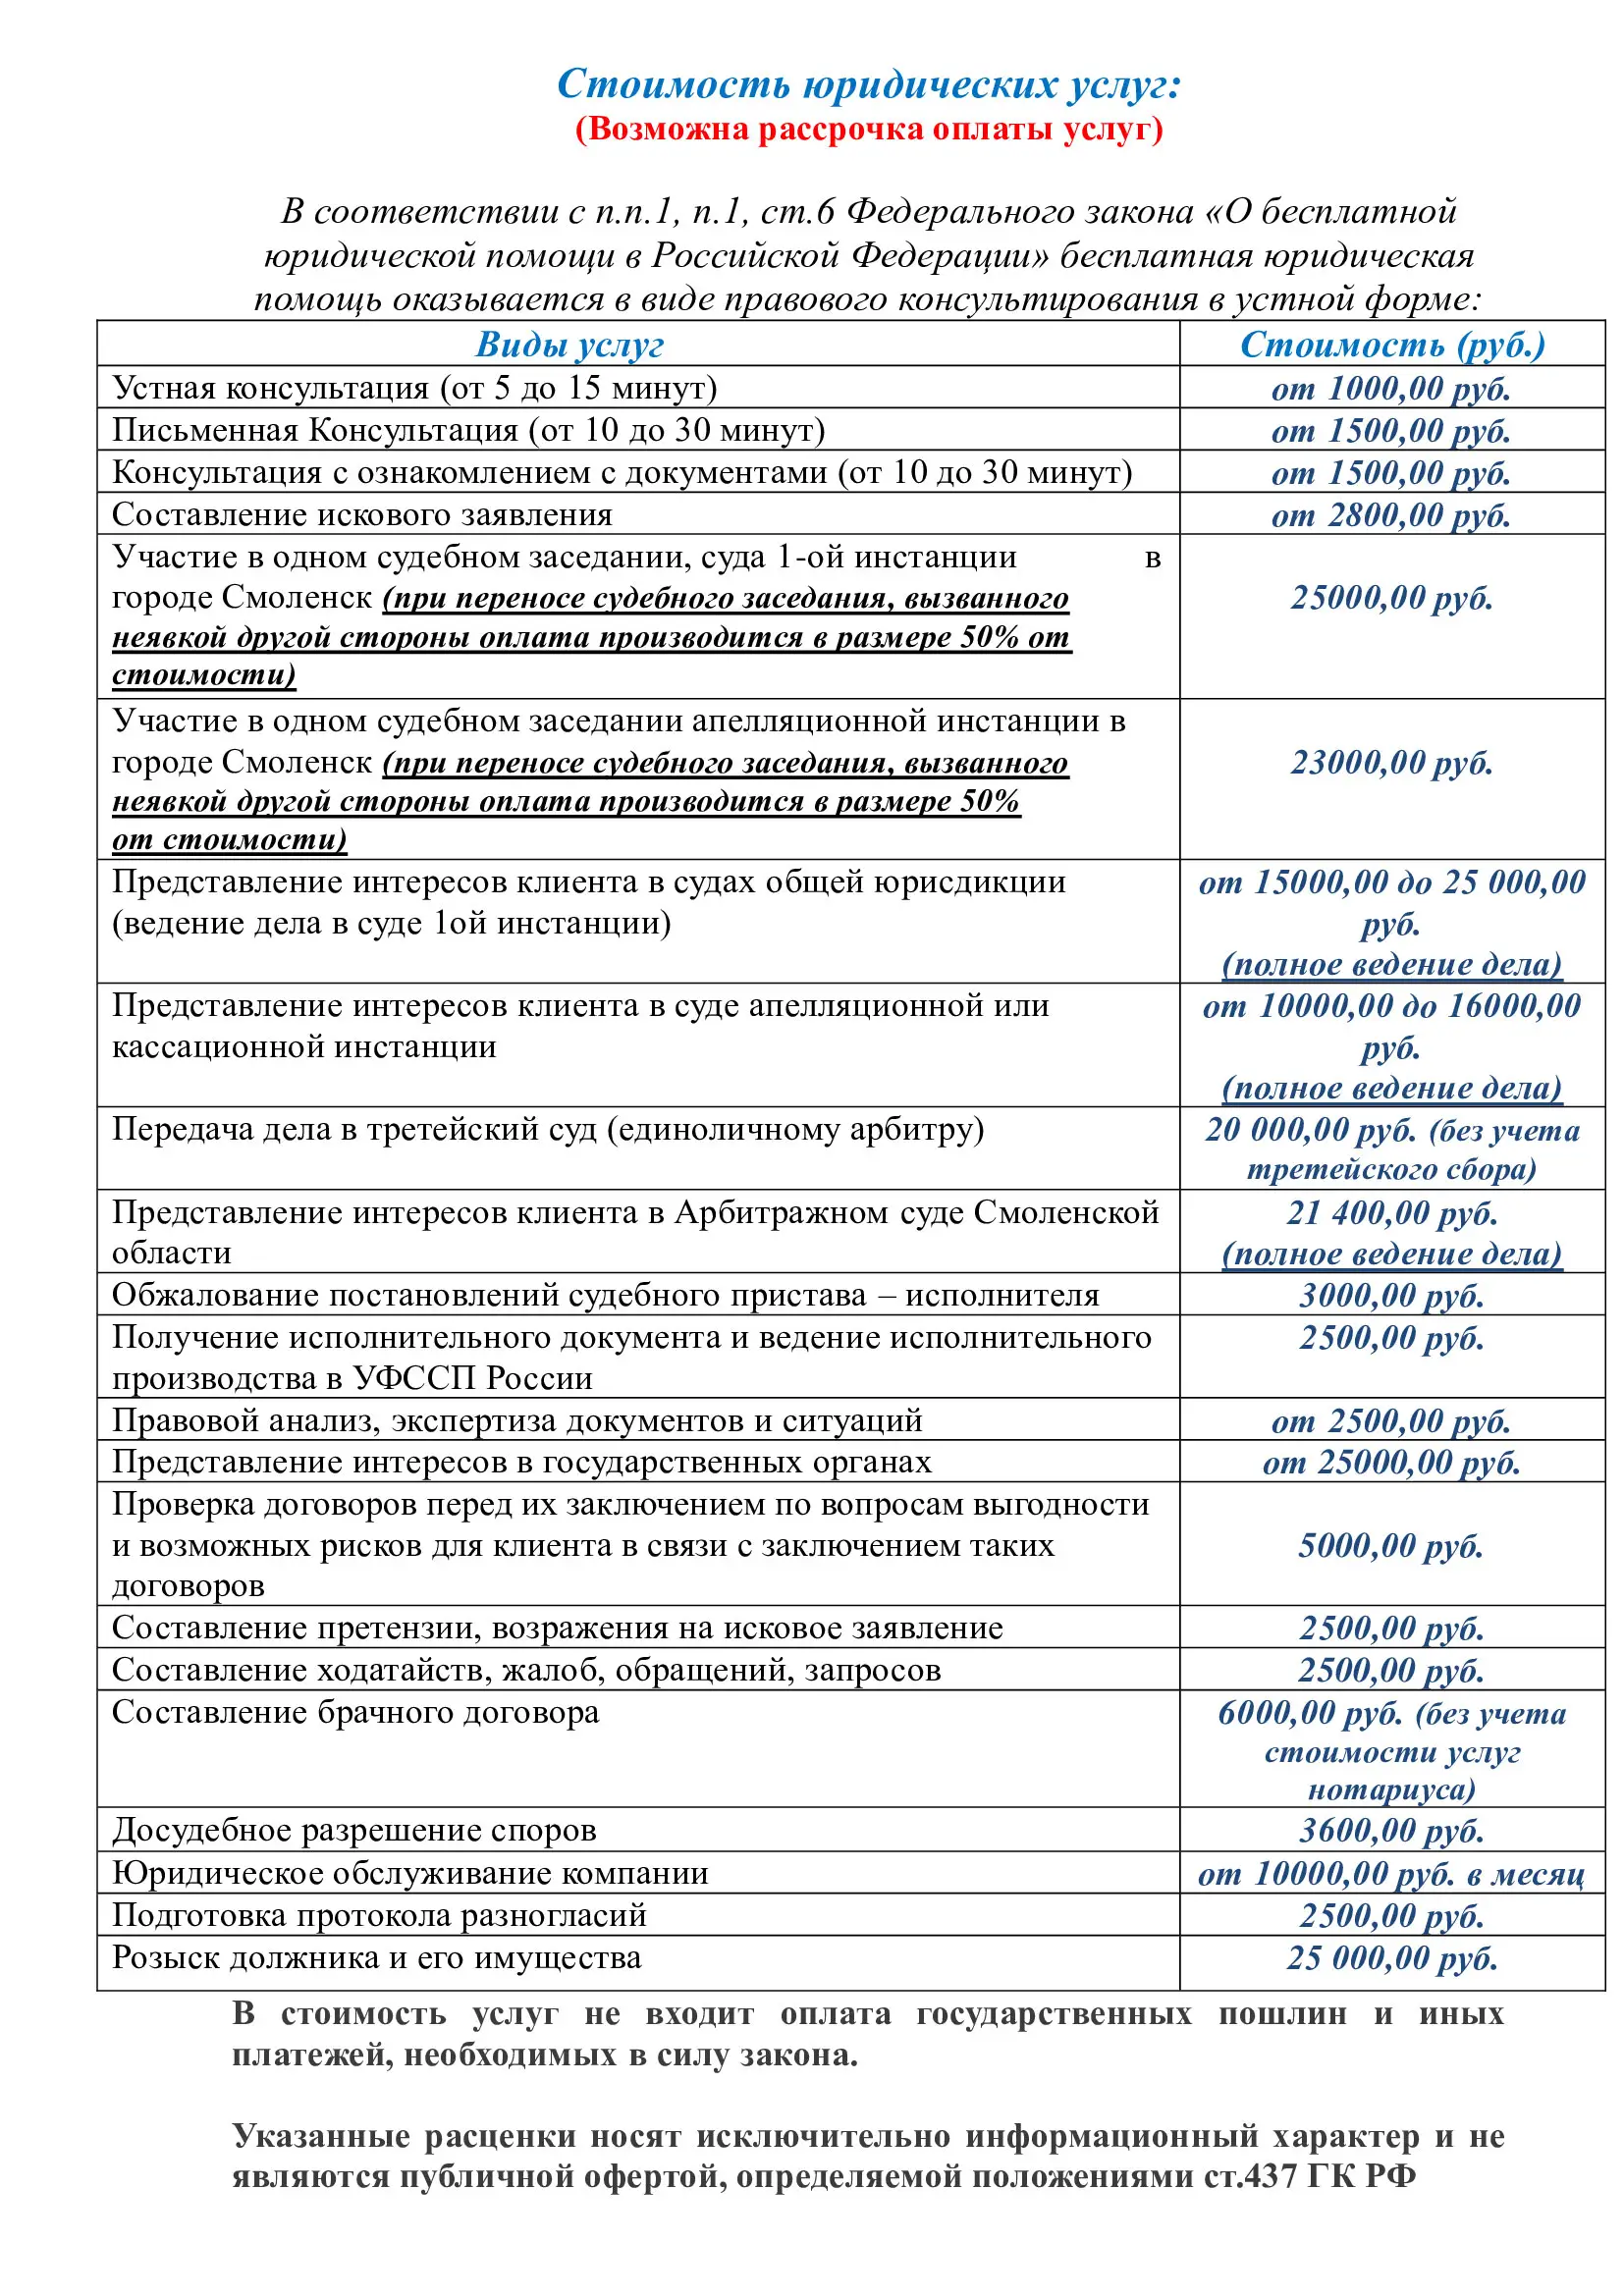 Стоимость юридических услуг:
(Возможна рассрочка оплаты услуг)
В соответствии с п.п.1, п.1, ст.6 Федерального закона «О бесплатной
юридической помощи в Российской Федерации» бесплатная юридическая
помощь оказывается в виде правового консультирования в устной форме:
Виды услуг Стоимость (руб.)
Устная консультация (от 5 до 15 минут) от 1000,00 руб.
Письменная Консультация (от 10 до 30 минут) от 1500,00 руб.
Консультация с ознакомлением с документами (от 10 до 30 минут) от 1500,00 руб.
Составление искового заявления от 2800,00 руб.
Участие в одном судебном заседании, суда 1-ой инстанции в
городе Смоленск (при переносе судебного заседания, вызванного 25000,00 руб.
неявкой другой стороны оплата производится в размере 50% от
стоимости)
Участие в одном судебном заседании апелляционной инстанции в
городе Смоленск (при переносе судебного заседания, вызванного 23000,00 руб.
неявкой другой стороны оплата производится в размере 50%
от стоимости)
Представление интересов клиента в судах общей юрисдикции от 15000,00 до 25 000,00
(ведение дела в суде 1ой инстанции) руб.
(полное ведение дела)
Представление интересов клиента в суде апелляционной или от 10000,00 до 16000,00
кассационной инстанции руб.
(полное ведение дела)
Передача дела в третейский суд (единоличному арбитру) 20 000,00 руб. (без учета
третейского сбора)
Представление интересов клиента в Арбитражном суде Смоленской 21 400,00 руб.
области (полное ведение дела)
Обжалование постановлений судебного пристава – исполнителя 3000,00 руб.
Получение исполнительного документа и ведение исполнительного 2500,00 руб.
производства в УФССП России
Правовой анализ, экспертиза документов и ситуаций от 2500,00 руб.
Представление интересов в государственных органах от 25000,00 руб.
Проверка договоров перед их заключением по вопросам выгодности
и возможных рисков для клиента в связи с заключением таких 5000,00 руб.
договоров
Составление претензии, возражения на исковое заявление 2500,00 руб.
Составление ходатайств, жалоб, обращений, запросов 2500,00 руб.
Составление брачного договора 6000,00 руб. (без учета
стоимости услуг
нотариуса)
Досудебное разрешение споров 3600,00 руб.
Юридическое обслуживание компании от 10000,00 руб. в месяц
Подготовка протокола разногласий 2500,00 руб.
Розыск должника и его имущества 25 000,00 руб.
В стоимость услуг не входит оплата государственных пошлин и иных
платежей, необходимых в силу закона.
Указанные расценки носят исключительно информационный характер и не
являются публичной офертой, определяемой положениями ст.437 ГК РФ